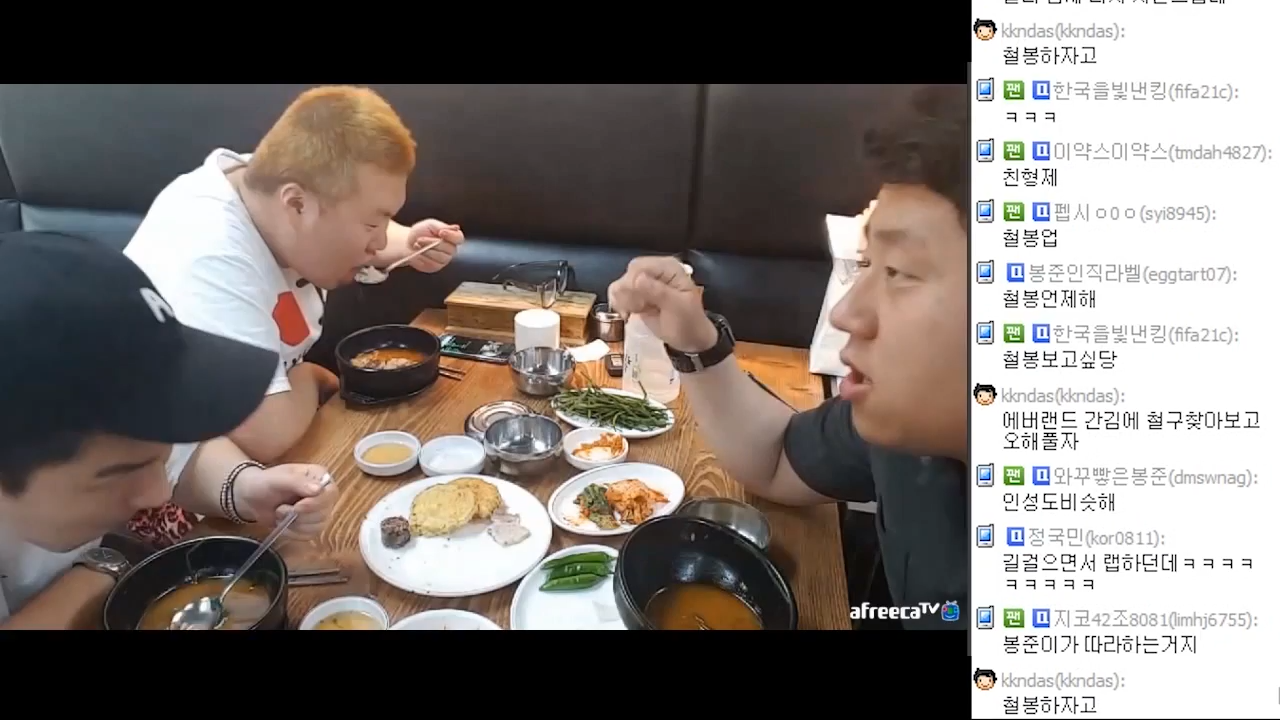 kkndas(kkndas):
철봉하자고
팬 한국을빛낸킹(fifa21c):
ㅋㅋㅋ
팬 이약스이약스(tmdah4827):
친형제
팬 펩시ㅇ0ㅇ(syi8945):
철봉업
봉준인직라벨(eggtart07):
철봉언제해
팬 한국을빛낸킹(fifa21c):
철봉보고싶당
kkndas(kkndas):
에버랜드 간김에 철구찾아보고
오해풀자
팬 와꾸빻은봉준(dmswnag):
인성도비슷해
정국민(kor0811):
길걸으면서 랩하던데ㅋㅋㅋㅋ
ㅋㅋㅋㅋㅋ
팬 지코42조8081(limhj6755):
봉준이가 따라하는거지
kkndas(kkndas):
철봉하자고
afreecaTV